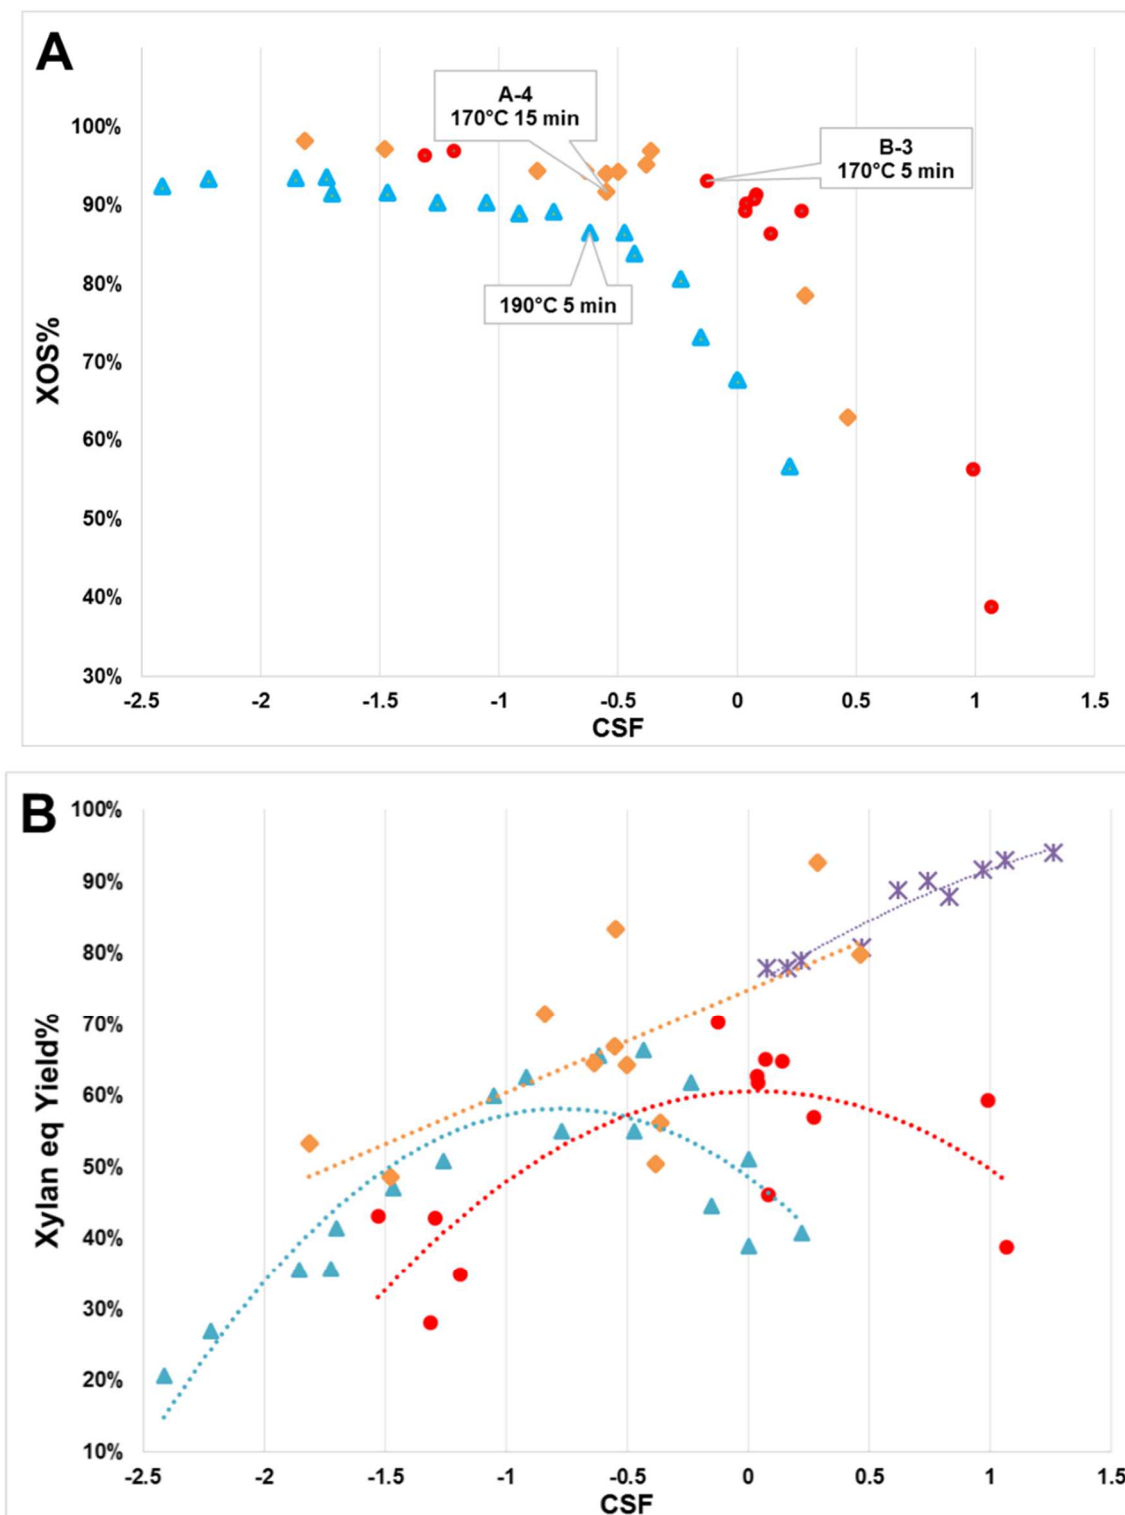 A
A-4
170°C 15 min
B-3
170°C 5 min
190°C 5 min
XOS%
100%
90%
80%
70%
60%
50%
40%
30%
-2.5 -2 -1.5 -1 -0.5 0 0.5 1 1.5
CSF
B
Xylan eq Yield%
100%
90%
80%
70%
60%
50%
40%
30%
20%
10%
-2.5 -2 -1.5 -1 -0.5 0 0.5 1 1.5
CSF